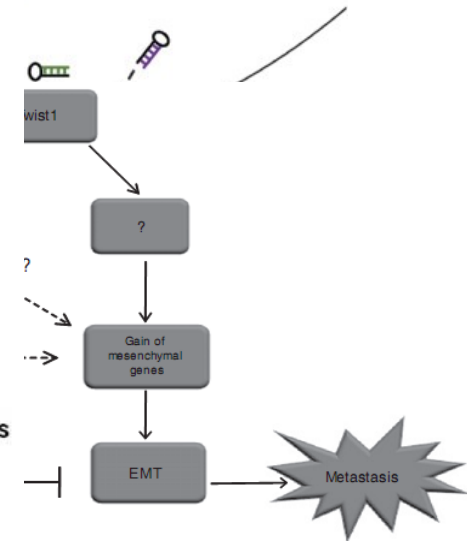 wist1
?
?
Gain of
mesenchymal
genes
s
EMT
Metastasis